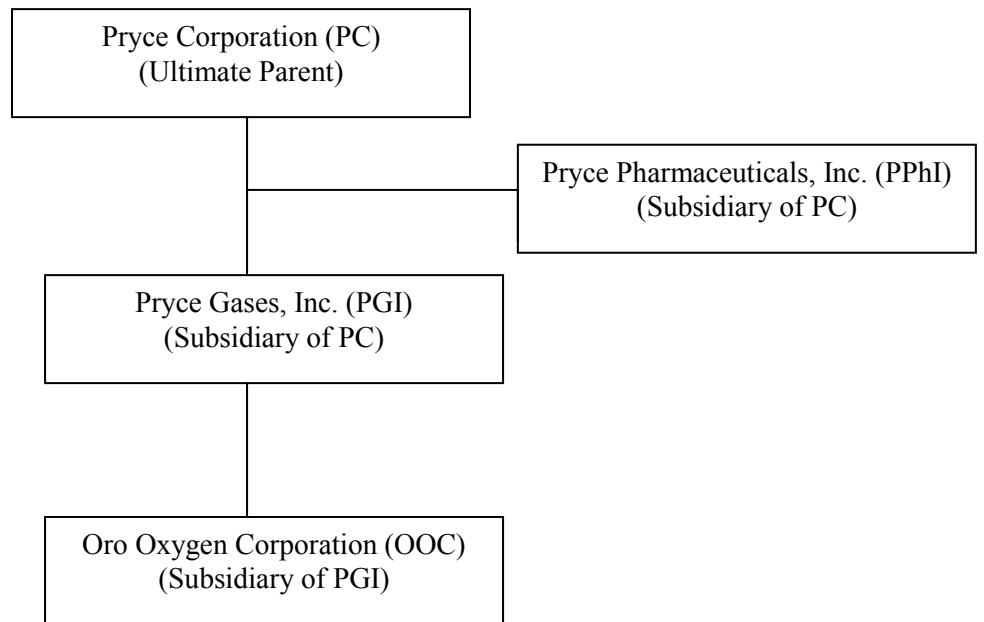 Pryce Corporation (PC)
(Ultimate Parent)
Pryce Pharmaceuticals, Inc. (PPhI)
(Subsidiary of PC)
Pryce Gases, Inc. (PGI)
(Subsidiary of PC)
Oro Oxygen Corporation (OOC)
(Subsidiary of PGI)